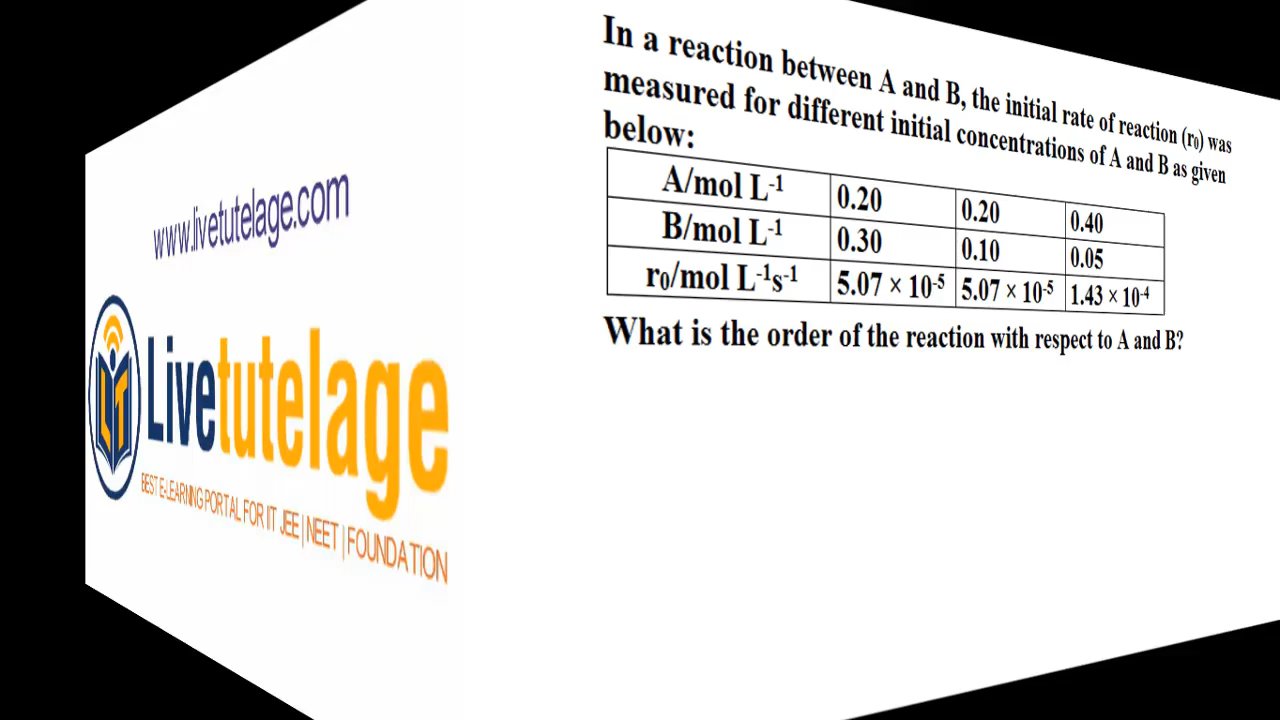 www.livetutelage.com
Livetutelage
BEST E-LEARNING PORTAL FOR IIT JEE | NEET | FOUNDATION
In a reaction between A and B, the initial rate of reaction (r₀) was
measured for different initial concentrations of A and B as given
below:
A/mol L⁻¹ 0.20 0.20 0.40
B/mol L⁻¹ 0.30 0.10 0.05
r₀/mol L⁻¹s⁻¹ 5.07 × 10⁻⁵ 5.07 × 10⁻⁵ 1.43 × 10⁻⁴
What is the order of the reaction with respect to A and B?